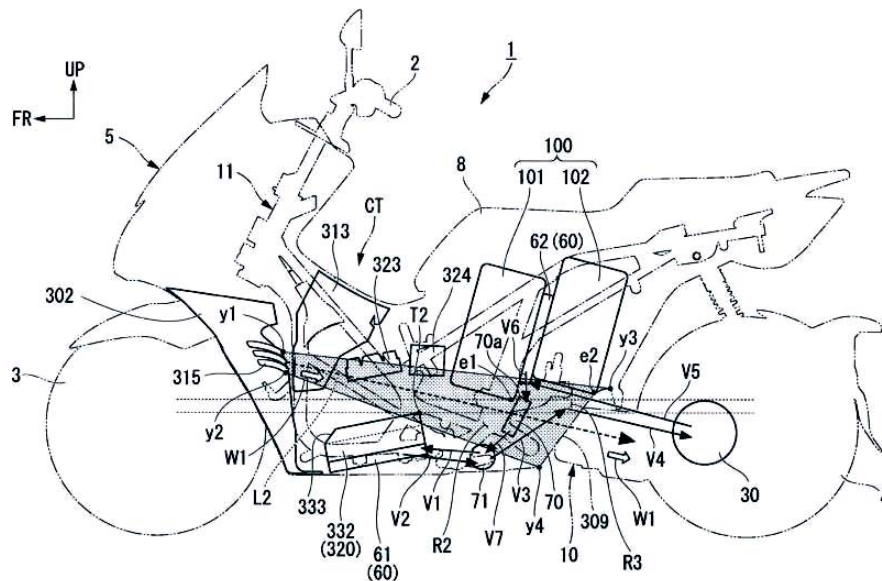 1
UP
2
FR
5
100
11
8
101
102
CT
313
62(60)
323
324
302
y1
T2
V6
70a
e1
e2
y3
3
315
V5
y2
W1
V4
L2
333
V2
V1
71
V3
70
309
30
332
(320)
61
(60)
R2
V7
y4
10
W1
R3